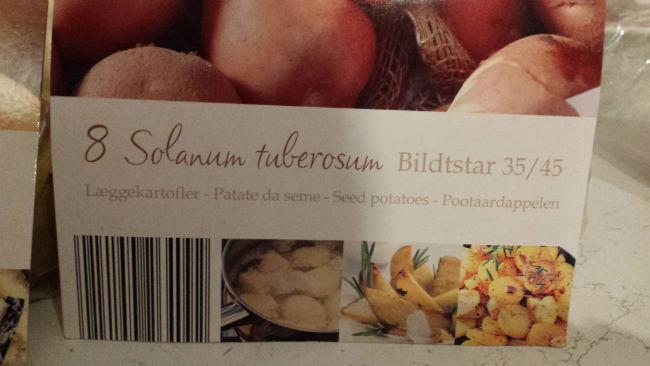 8 Solanum tuberosum Bildtstar 35/45
Læggekartofler - Patate da seme - Seed potatoes - Pootaardappelen